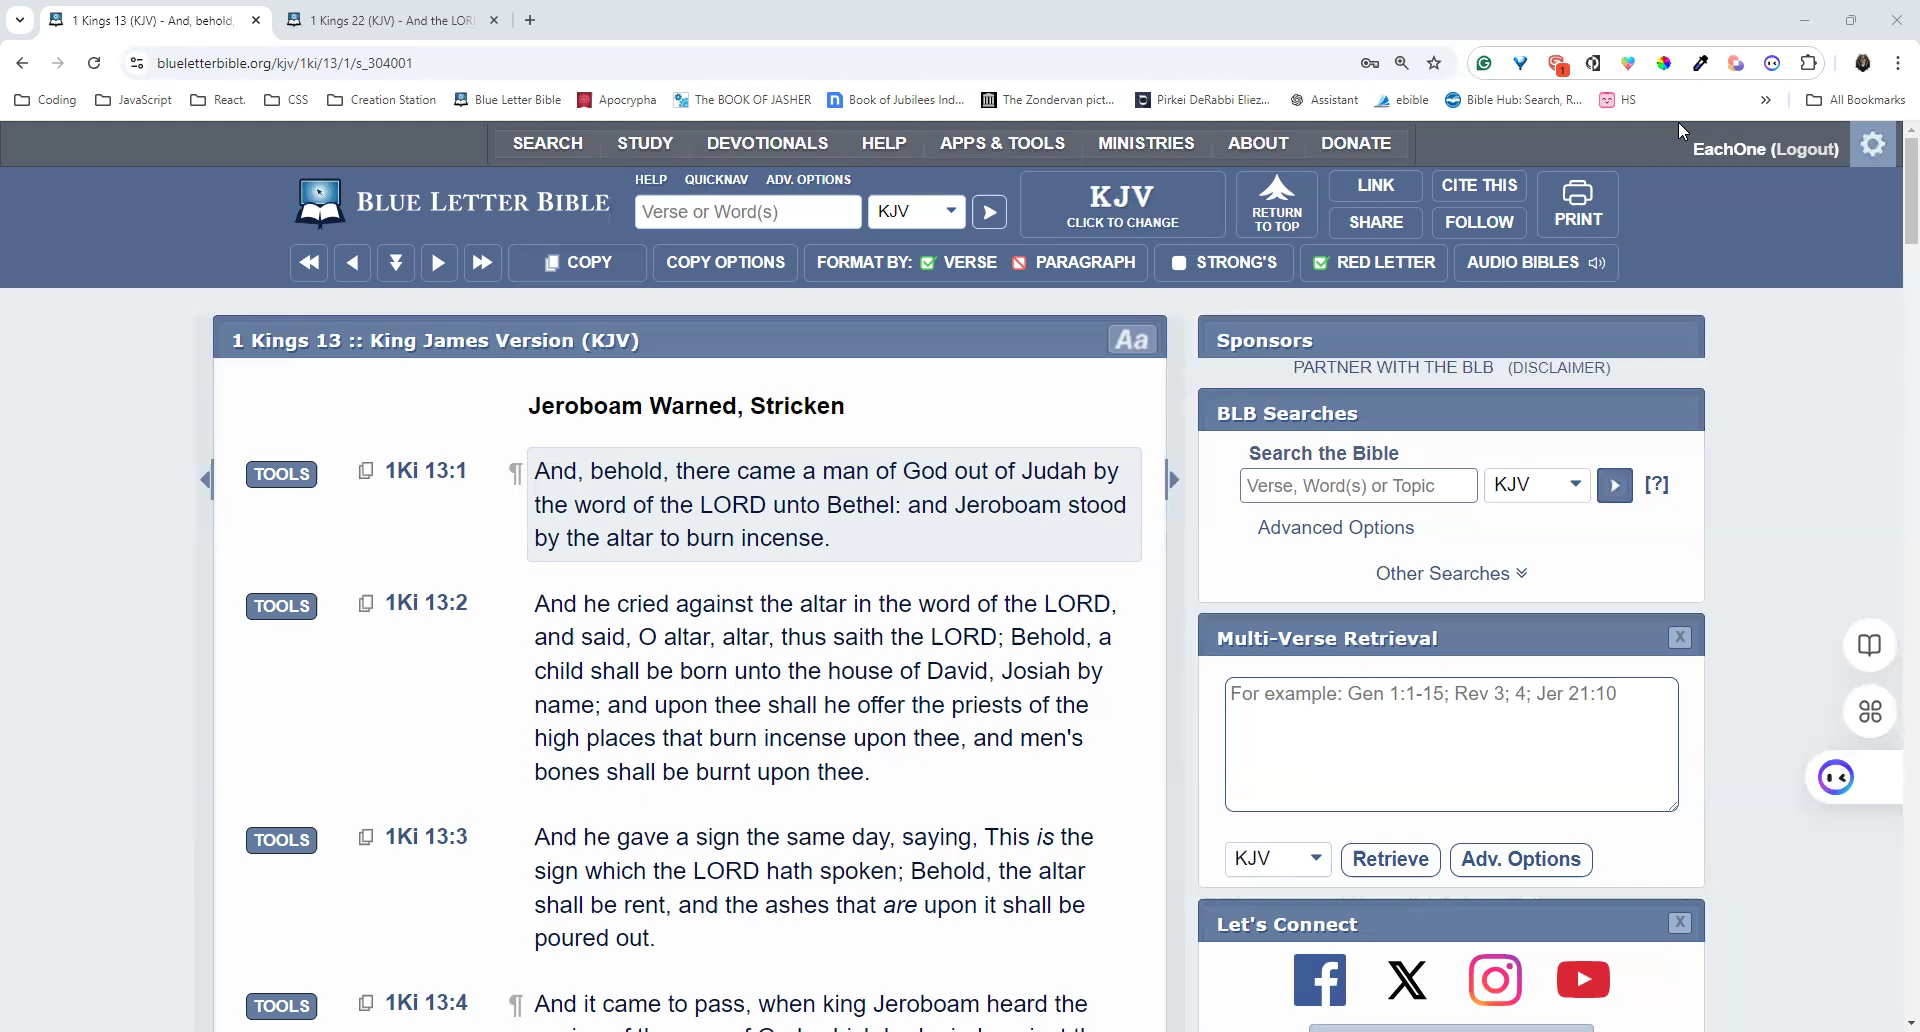 1 Kings 13 (KJV) - And, behold,
1 Kings 22 (KJV) - And the LOR
blueletterbible.org/kjv/1ki/13/1/s_304001
1
Coding
JavaScript
React.
CSS
Creation Station
Blue Letter Bible
Apocrypha
The BOOK OF JASHER
Book of Jubilees Ind...
The Zondervan pict...
Pirkei DeRabbi Eliez...
Assistant
ebible
Bible Hub: Search, R...
HS
All Bookmarks
SEARCH STUDY DEVOTIONALS HELP APPS & TOOLS MINISTRIES ABOUT DONATE
EachOne (Logout)
BLUE LETTER BIBLE
HELP QUICKNAV ADV. OPTIONS
Verse or Word(s)
KJV
KJV
CLICK TO CHANGE
RETURN
TO TOP
LINK
CITE THIS
SHARE
FOLLOW
PRINT
COPY
COPY OPTIONS
FORMAT BY: VERSE PARAGRAPH
STRONG'S
RED LETTER
AUDIO BIBLES
1 Kings 13 :: King James Version (KJV)
Aa
Jeroboam Warned, Stricken
TOOLS 1Ki 13:1 ¶ And, behold, there came a man of God out of Judah by
the word of the LORD unto Bethel: and Jeroboam stood
by the altar to burn incense.
TOOLS 1Ki 13:2 And he cried against the altar in the word of the LORD,
and said, O altar, altar, thus saith the LORD; Behold, a
child shall be born unto the house of David, Josiah by
name; and upon thee shall he offer the priests of the
high places that burn incense upon thee, and men's
bones shall be burnt upon thee.
TOOLS 1Ki 13:3 And he gave a sign the same day, saying, This is the
sign which the LORD hath spoken; Behold, the altar
shall be rent, and the ashes that are upon it shall be
poured out.
TOOLS 1Ki 13:4 ¶ And it came to pass, when king Jeroboam heard the
Sponsors
PARTNER WITH THE BLB (DISCLAIMER)
BLB Searches
Search the Bible
Verse, Word(s) or Topic
KJV
[?]
Advanced Options
Other Searches
Multi-Verse Retrieval
X
For example: Gen 1:1-15; Rev 3; 4; Jer 21:10
KJV
Retrieve
Adv. Options
Let's Connect
X